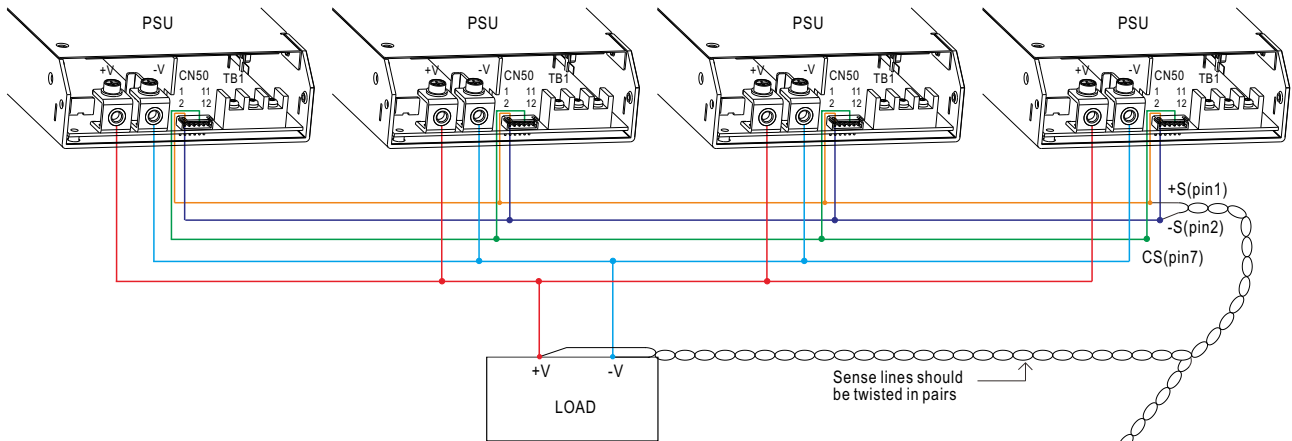 PSU PSU PSU PSU
+V -V CN50 TB1
1 11
2 12
+V -V CN50 TB1
1 11
2 12
+V -V CN50 TB1
1 11
2 12
+V -V CN50 TB1
1 11
2 12
+S(pin1)
-S(pin2)
CS(pin7)
+V -V
LOAD
Sense lines should
be twisted in pairs